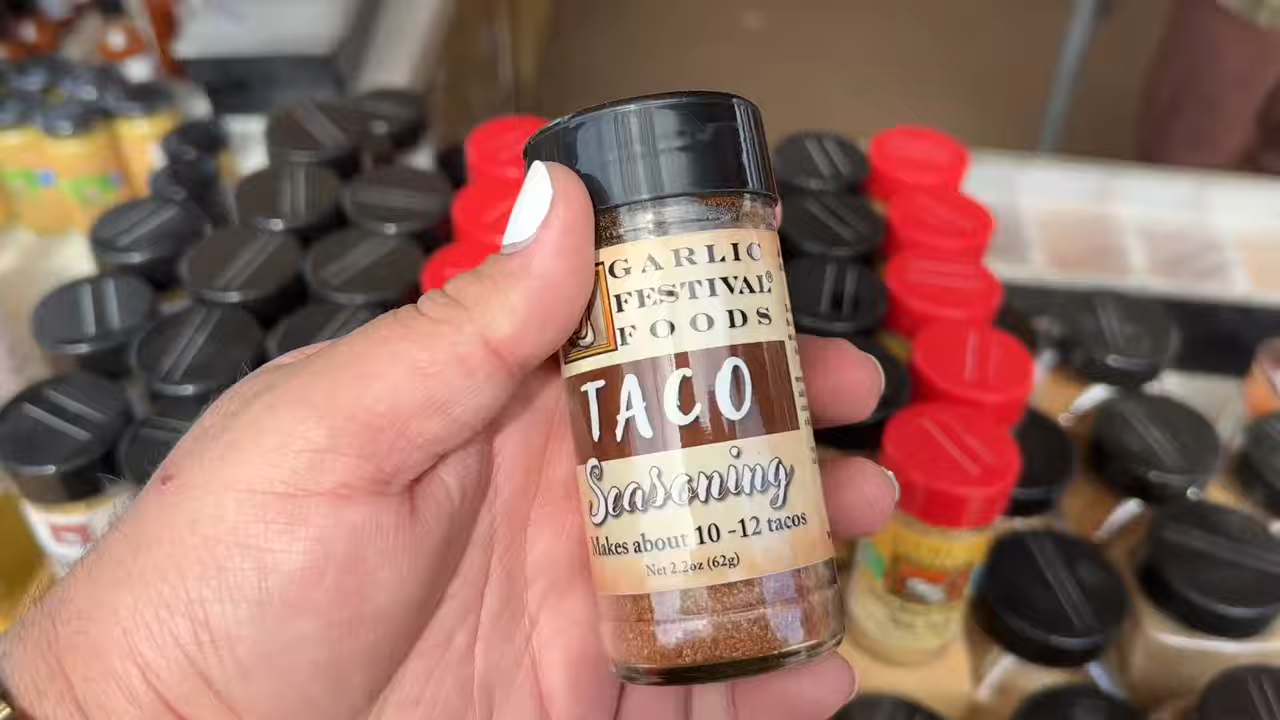 GARLIC
FESTIVAL®
FOODS
TACO
Seasoning
Makes about 10 -12 tacos
Net 2.2oz (62g)